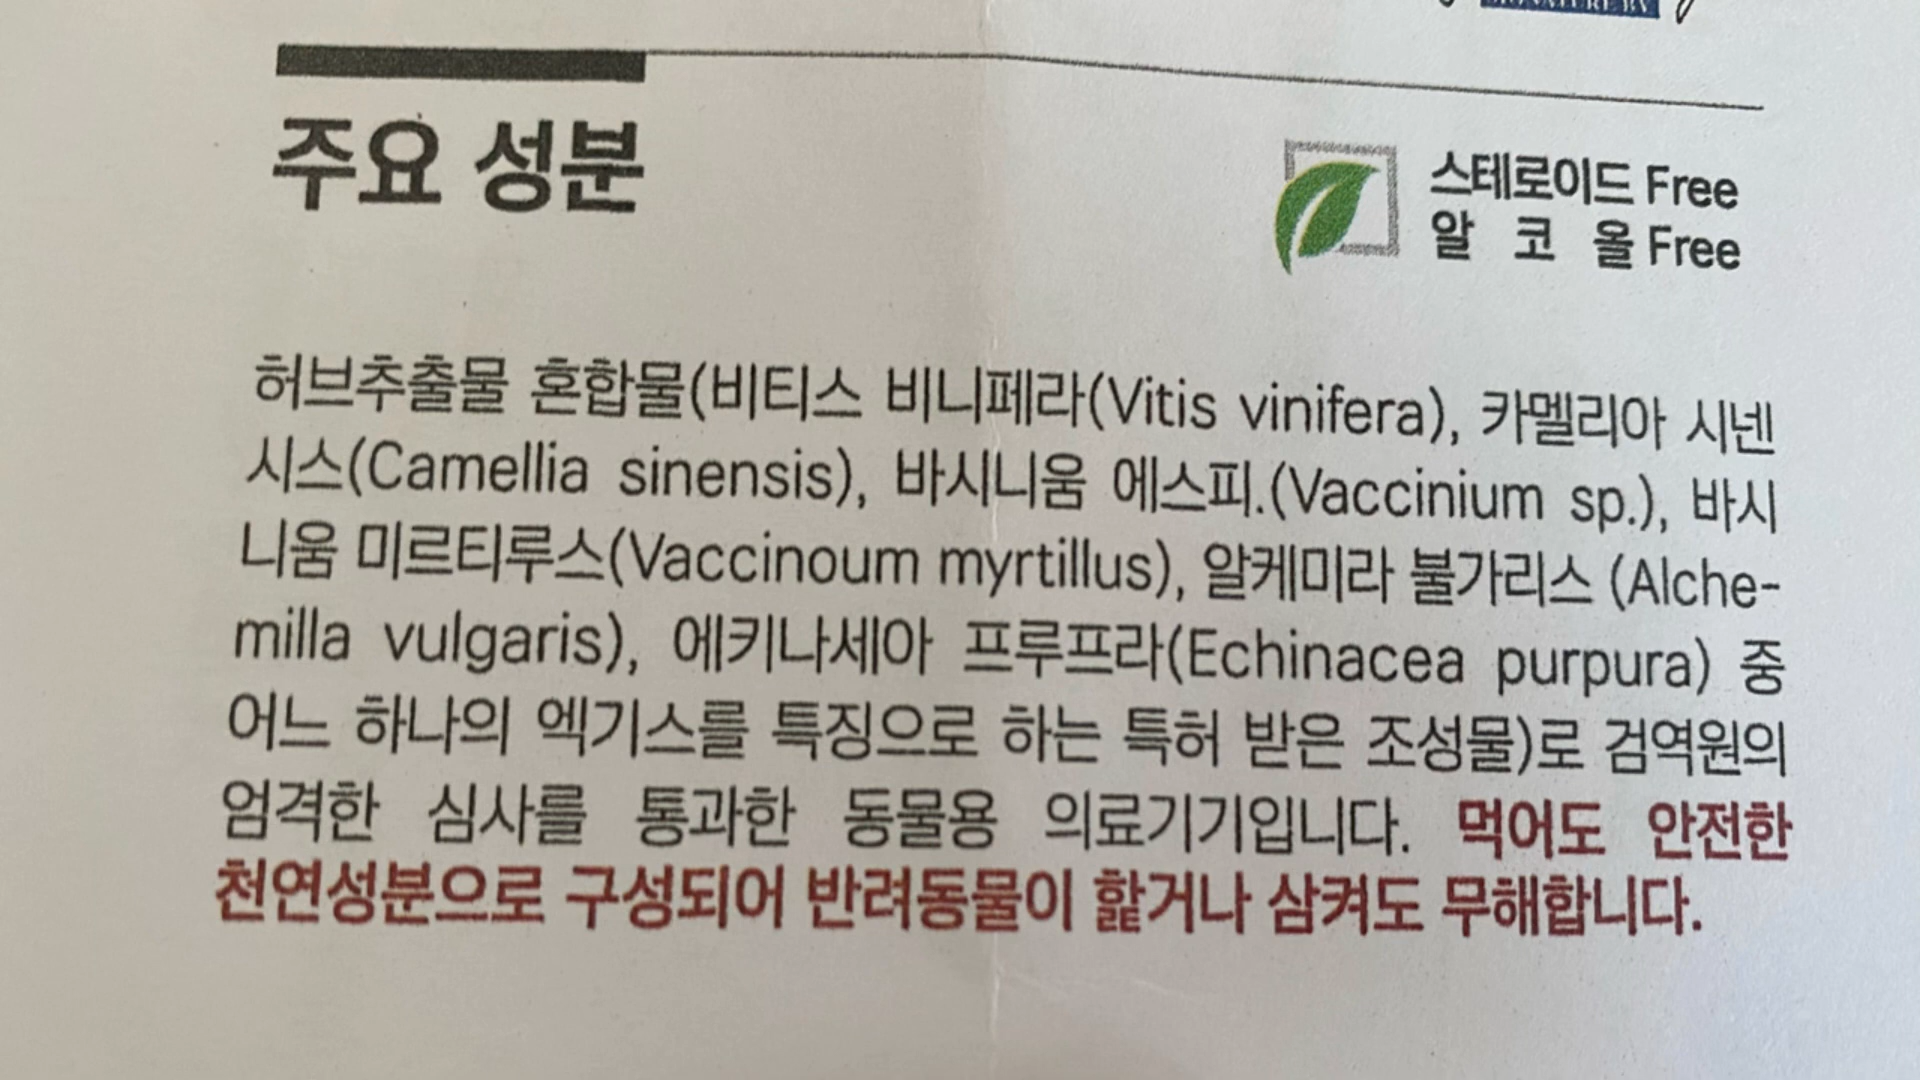 주요 성분
스테로이드 Free
알 코 올 Free
허브추출물 혼합물(비티스 비니페라(Vitis vinifera), 카멜리아 시넨
시스(Camellia sinensis), 바시니움 에스피.(Vaccinium sp.), 바시
니움 미르티루스(Vaccinoum myrtillus), 알케미라 불가리스 (Alche-
milla vulgaris), 에키나세아 프루프라(Echinacea purpura) 중
어느 하나의 엑기스를 특징으로 하는 특허 받은 조성물)로 검역원의
엄격한 심사를 통과한 동물용 의료기기입니다. 먹어도 안전한
천연성분으로 구성되어 반려동물이 핥거나 삼켜도 무해합니다.